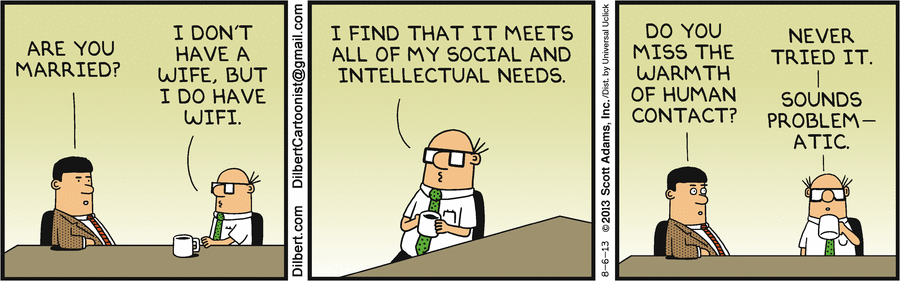 ARE YOU
MARRIED?
I DON'T
HAVE A
WIFE, BUT
I DO HAVE
WIFI.
Dilbert.com DilbertCartoonist@gmail.com
I FIND THAT IT MEETS
ALL OF MY SOCIAL AND
INTELLECTUAL NEEDS.
8-6-13 ©2013 Scott Adams, Inc./Dist. by Universal Uclick
DO YOU
MISS THE
WARMTH
OF HUMAN
CONTACT?
NEVER
TRIED IT.
SOUNDS
PROBLEM-
ATIC.